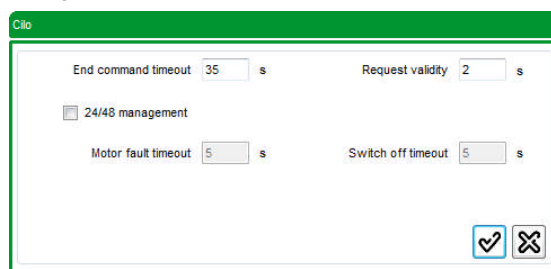 Cilo
End command timeout 35 s Request validity 2 s
24/48 management
Motor fault timeout 5 s Switch off timeout 5 s